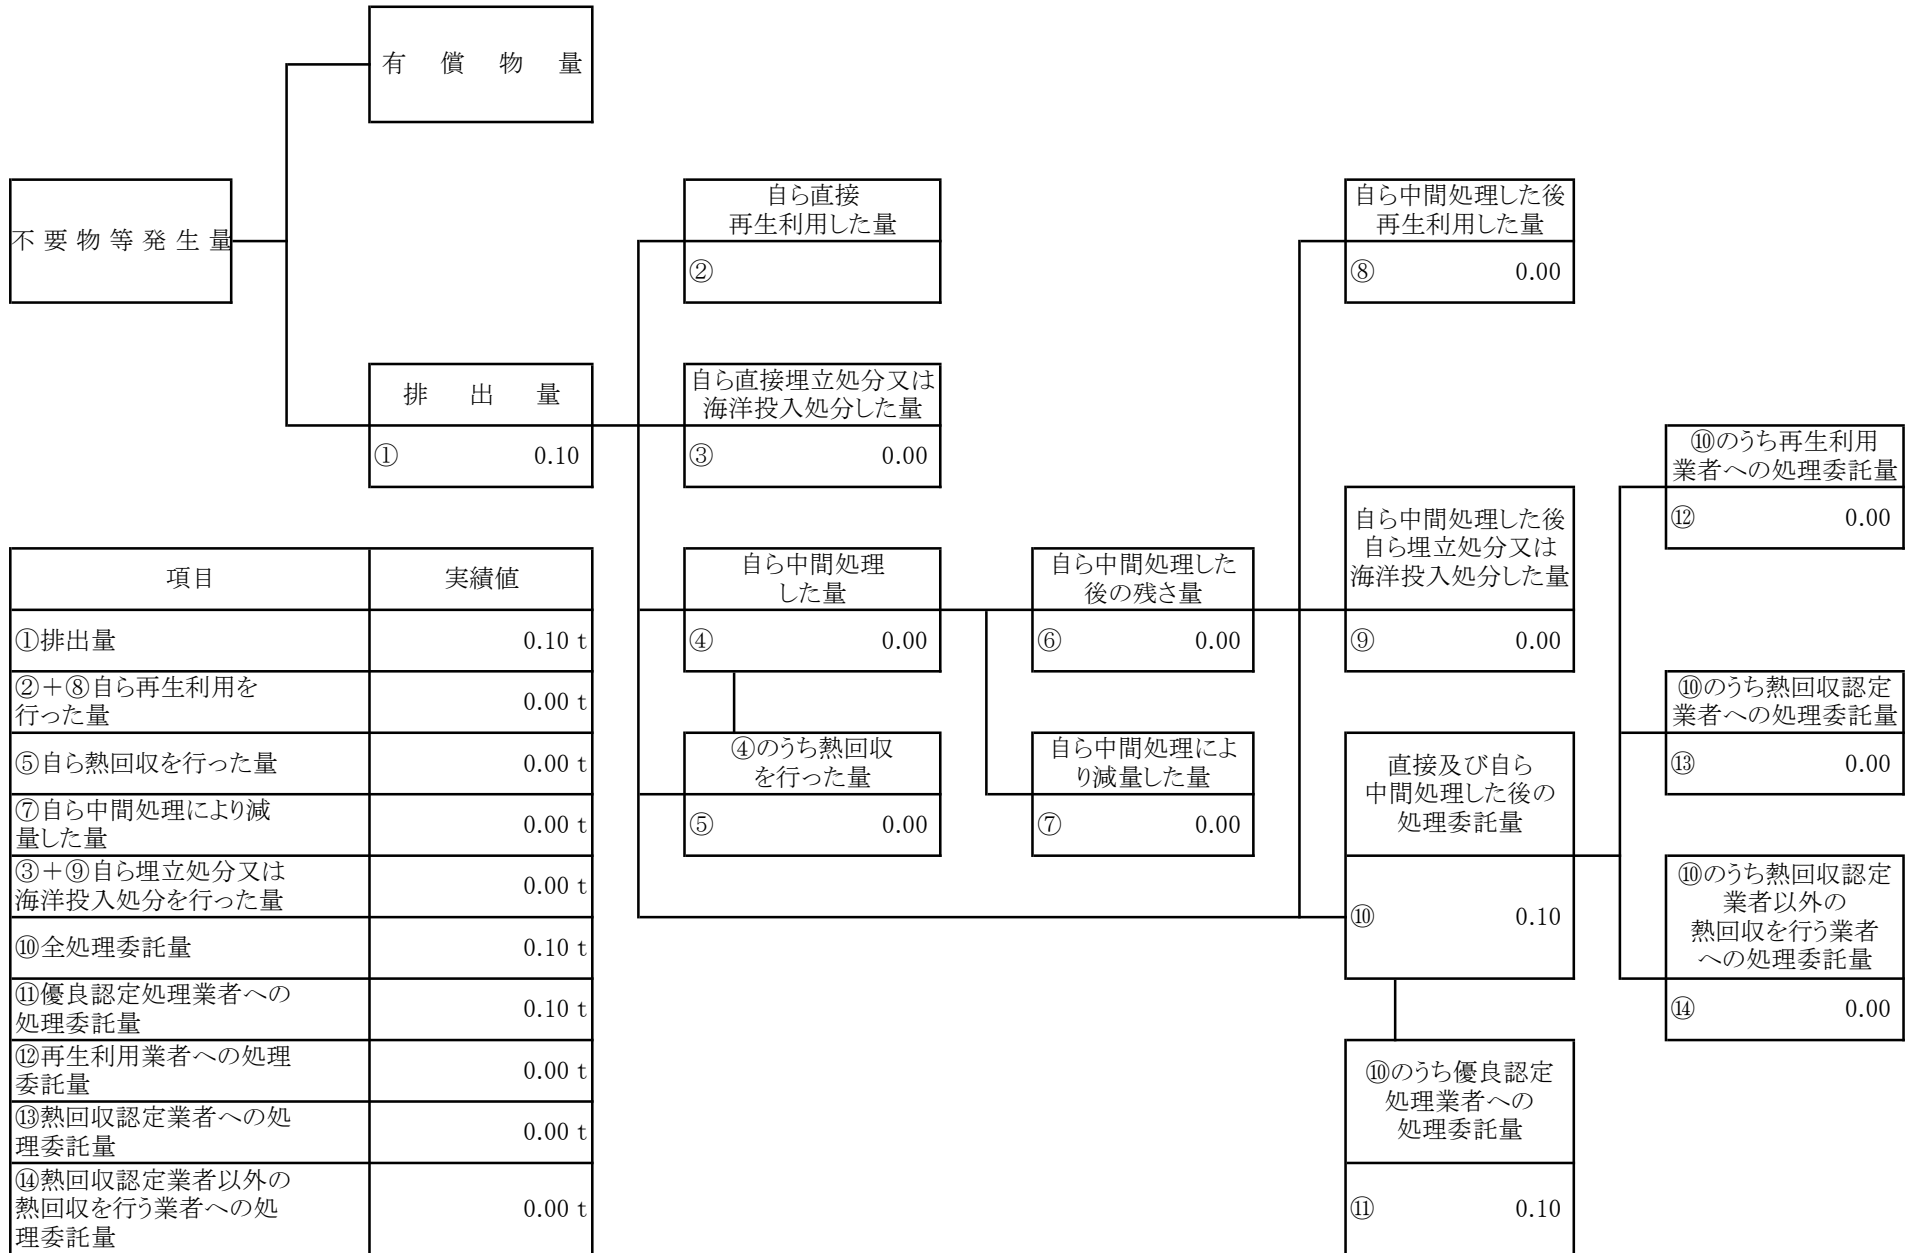 有 償 物 量
不 要 物 等 発 生 量
自ら直接
再生利用した量
②
自ら中間処理した後
再生利用した量
⑧ 0.00
排 出 量
① 0.10
自ら直接埋立処分又は
海洋投入処分した量
③ 0.00
⑩のうち再生利用
業者への処理委託量
⑫ 0.00
自ら中間処理した後
自ら埋立処分又は
海洋投入処分した量
⑨ 0.00
自ら中間処理
した量
④ 0.00
自ら中間処理した
後の残さ量
⑥ 0.00
④のうち熱回収
を行った量
⑤ 0.00
自ら中間処理によ
り減量した量
⑦ 0.00
直接及び自ら
中間処理した後の
処理委託量
⑩ 0.10
⑩のうち熱回収認定
業者への処理委託量
⑬ 0.00
⑩のうち熱回収認定
業者以外の
熱回収を行う業者
への処理委託量
⑭ 0.00
⑩のうち優良認定
処理業者への
処理委託量
⑪ 0.10
項目 実績値
①排出量 0.10 t
②＋⑧自ら再生利用を
行った量 0.00 t
⑤自ら熱回収を行った量 0.00 t
⑦自ら中間処理により減
量した量 0.00 t
③＋⑨自ら埋立処分又は
海洋投入処分を行った量 0.00 t
⑩全処理委託量 0.10 t
⑪優良認定処理業者への
処理委託量 0.10 t
⑫再生利用業者への処理
委託量 0.00 t
⑬熱回収認定業者への処
理委託量 0.00 t
⑭熱回収認定業者以外の
熱回収を行う業者への処
理委託量 0.00 t